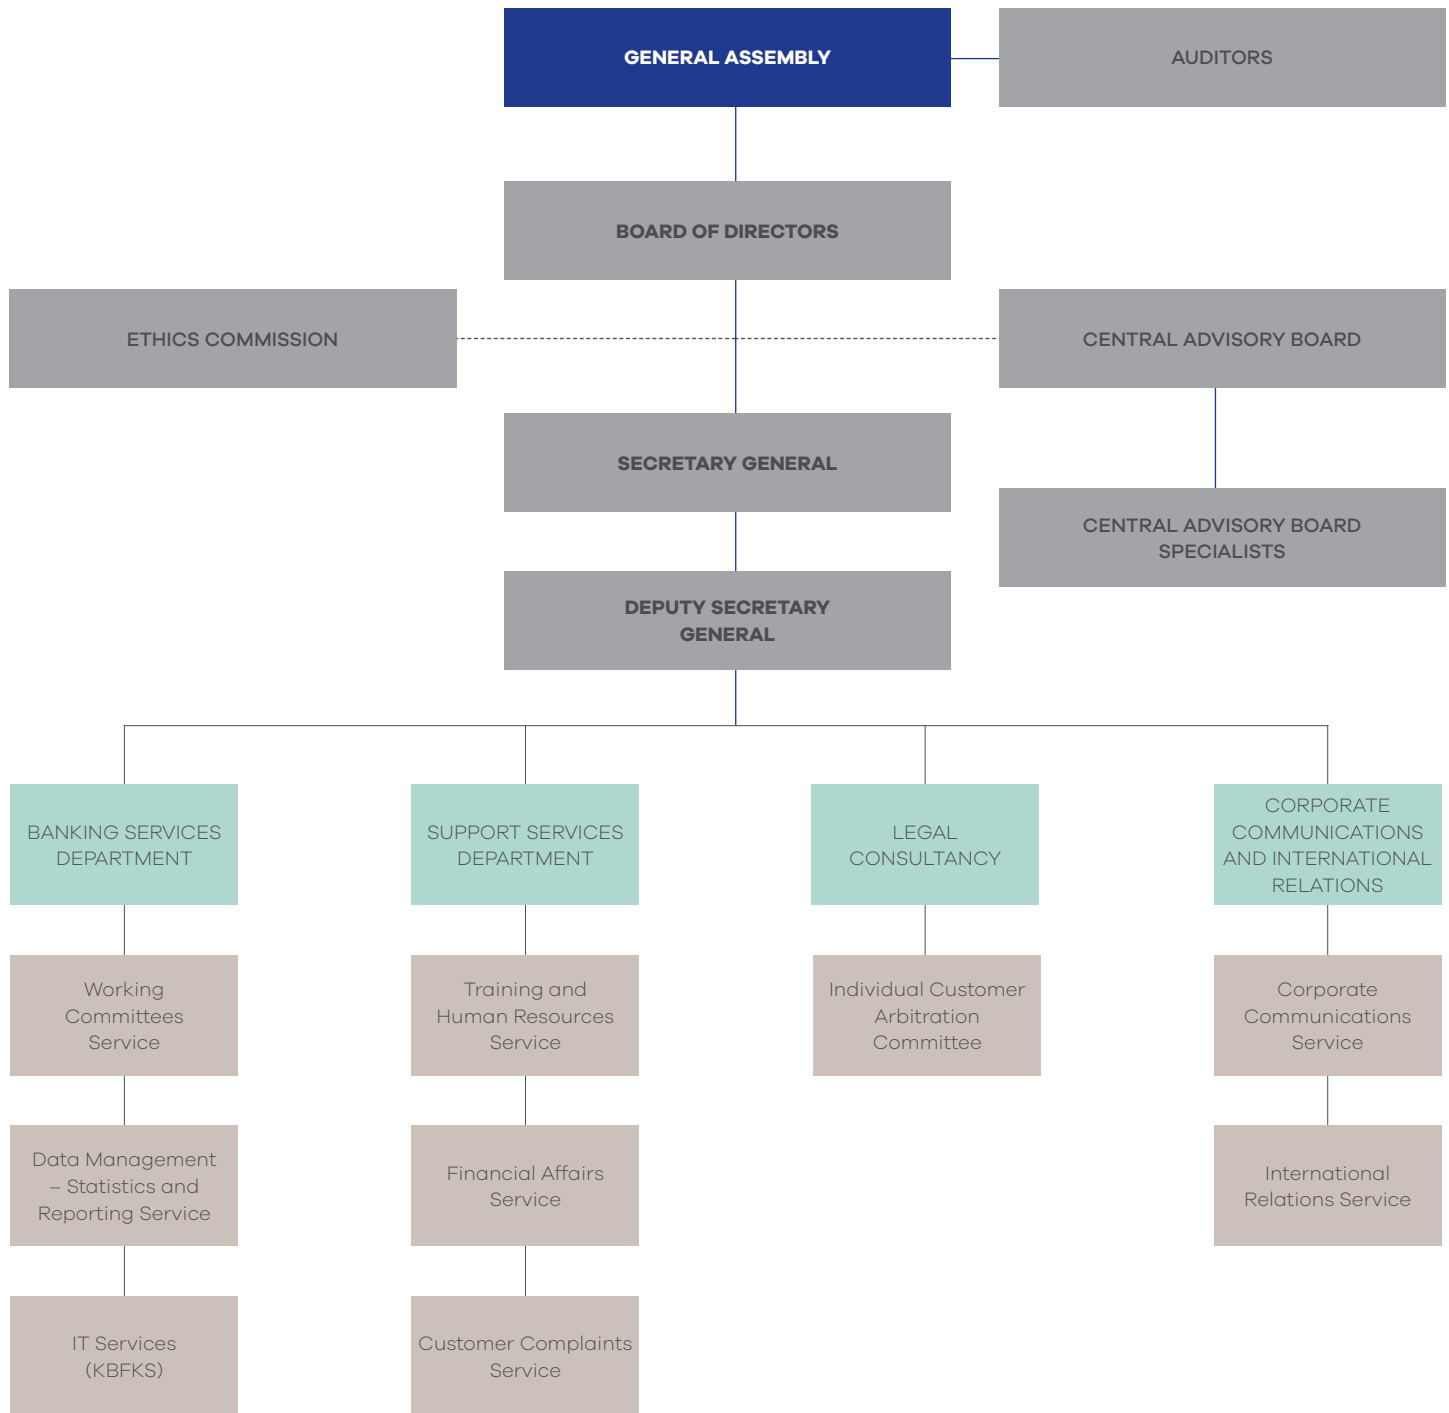 GENERAL ASSEMBLY
AUDITORS
BOARD OF DIRECTORS
ETHICS COMMISSION
CENTRAL ADVISORY BOARD
SECRETARY GENERAL
CENTRAL ADVISORY BOARD
SPECIALISTS
DEPUTY SECRETARY
GENERAL
BANKING SERVICES
DEPARTMENT
SUPPORT SERVICES
DEPARTMENT
LEGAL
CONSULTANCY
CORPORATE
COMMUNICATIONS
AND INTERNATIONAL
RELATIONS
Working
Committees
Service
Training and
Human Resources
Service
Individual Customer
Arbitration
Committee
Corporate
Communications
Service
Data Management
– Statistics and
Reporting Service
Financial Affairs
Service
International
Relations Service
IT Services
(KBFKS)
Customer Complaints
Service